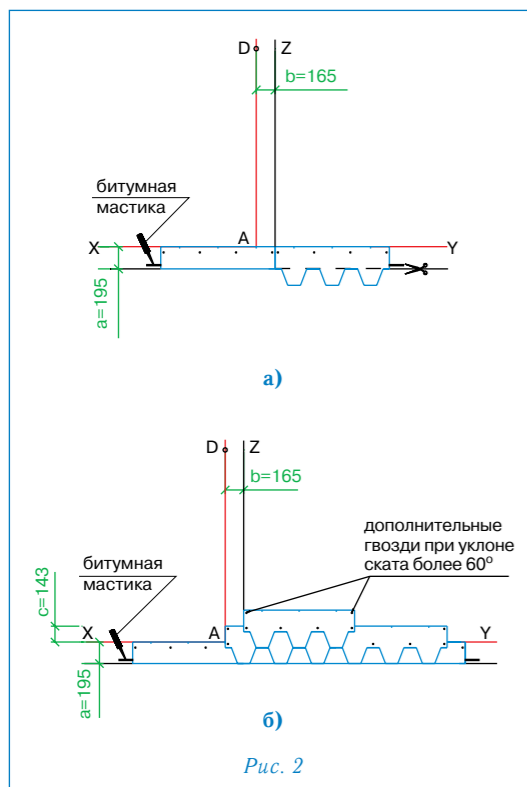 D Z
b=165
битумная
мастика
X A Y
a=195
а)
D Z
b=165
дополнительные
гвозди при уклоне
ската более 60°
битумная
мастика
c=143
X A Y
a=195
б)
Рис. 2